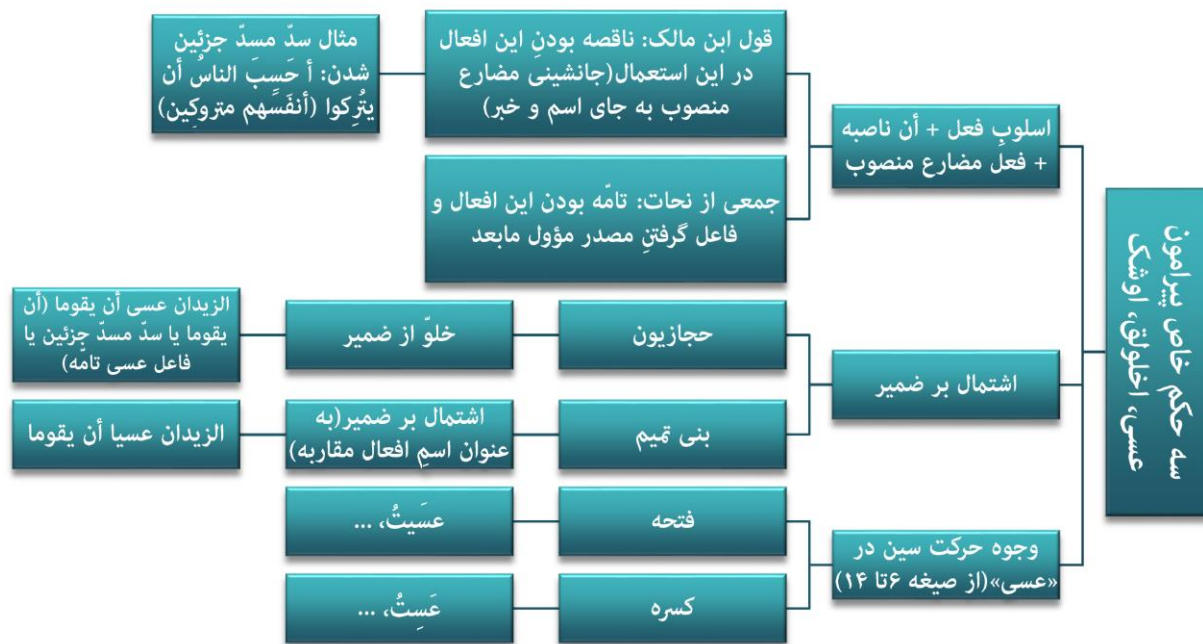 سه حکم خاص پیرامون
عسی، اخلولق، اوشک
اسلوبِ فعل + أن ناصبه
+ فعل مضارع منصوب
قول ابن مالک: ناقصه بودنِ این افعال
در این استعمال(جانشینی مضارع
منصوب به جای اسم و خبر)
مثال سدّ مسدّ جزئین
شدن: أ حَسِبَ الناسُ أن
یتُرِکوا (أنفَسَهم متروکین)
جمعی از نحات: تامّه بودن این افعال و
فاعل گرفتنِ مصدر مؤول مابعد
اشتمال بر ضمیر
حجازیون
خلوّ از ضمیر
الزیدان عسی أن یقوما (أن
یقوما یا سدّ مسدّ جزئین یا
فاعل عسی تامّه)
بنی تمیم
اشتمال بر ضمیر(به
عنوان اسمِ افعال مقاربه)
الزیدان عسیا أن یقوما
وجوه حرکت سین در
«عسی»(از صیغه ۶تا ۱۴)
فتحه
عسَیتُ، ...
کسره
عَسِتُ، ...